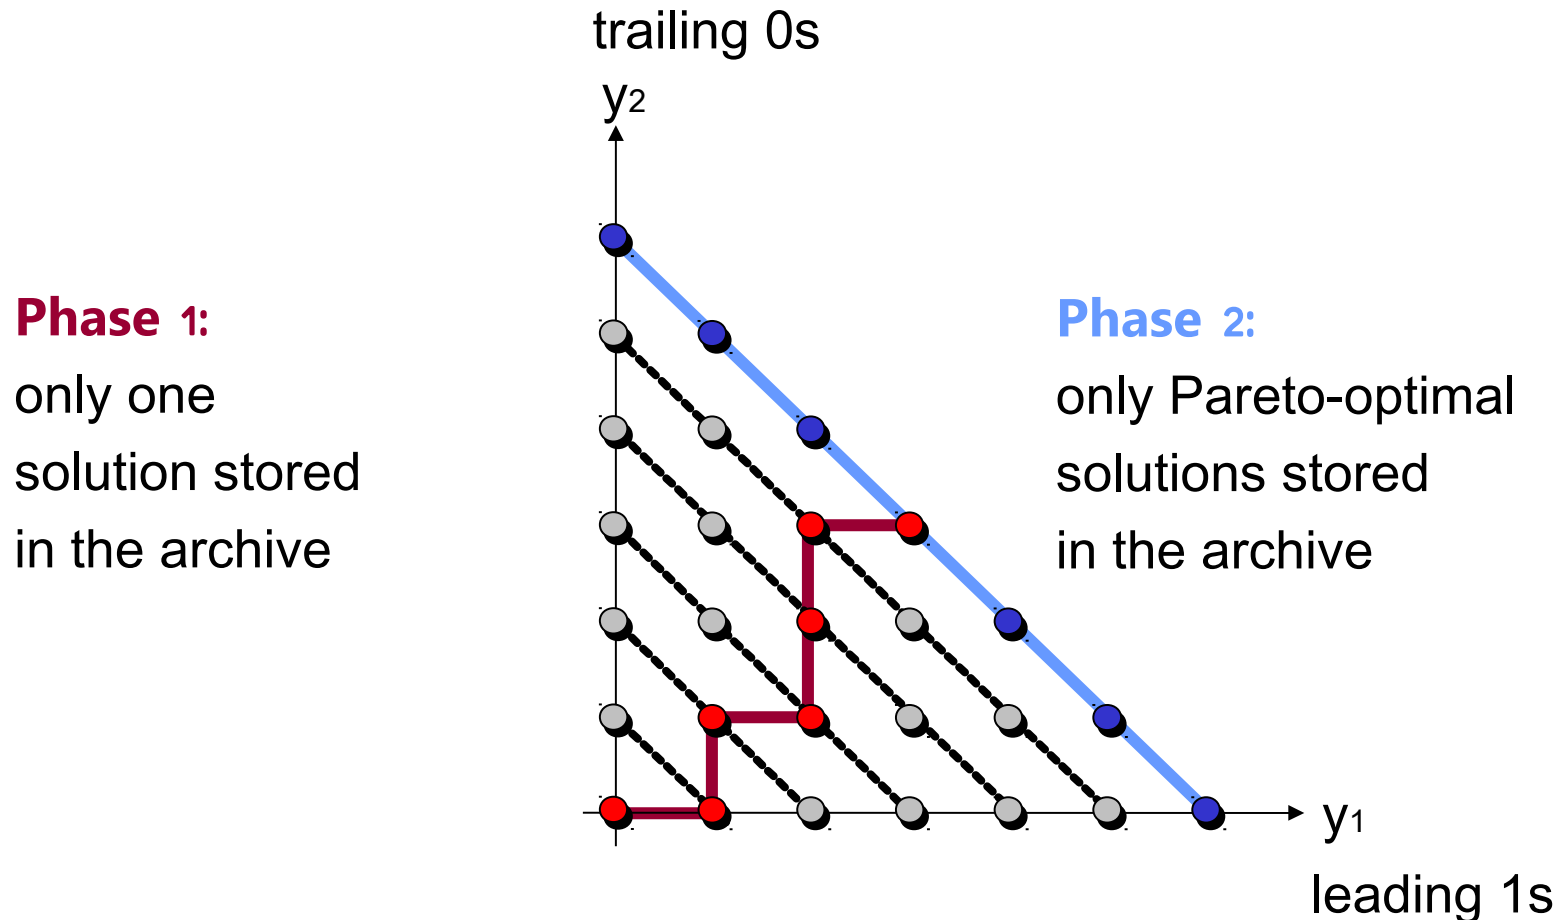 trailing 0s
y2
Phase 1:
only one
solution stored
in the archive
Phase 2:
only Pareto-optimal
solutions stored
in the archive
y1
leading 1s